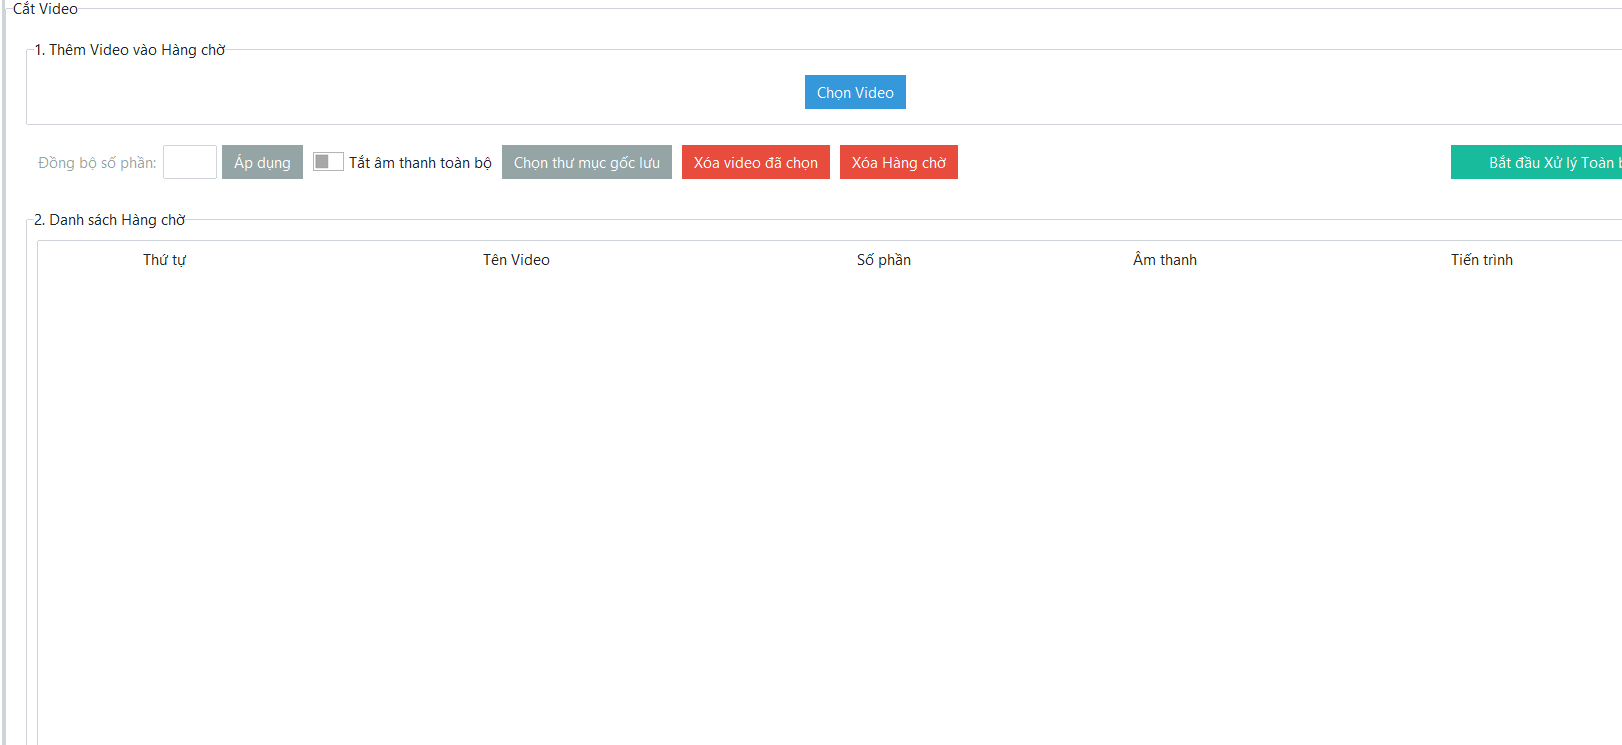 Cắt Video
1. Thêm Video vào Hàng chờ
Chọn Video
Đồng bộ số phần: Áp dụng Tắt âm thanh toàn bộ Chọn thư mục gốc lưu Xóa video đã chọn Xóa Hàng chờ Bắt đầu Xử lý Toàn
2. Danh sách Hàng chờ
Thứ tự Tên Video Số phần Âm thanh Tiến trình